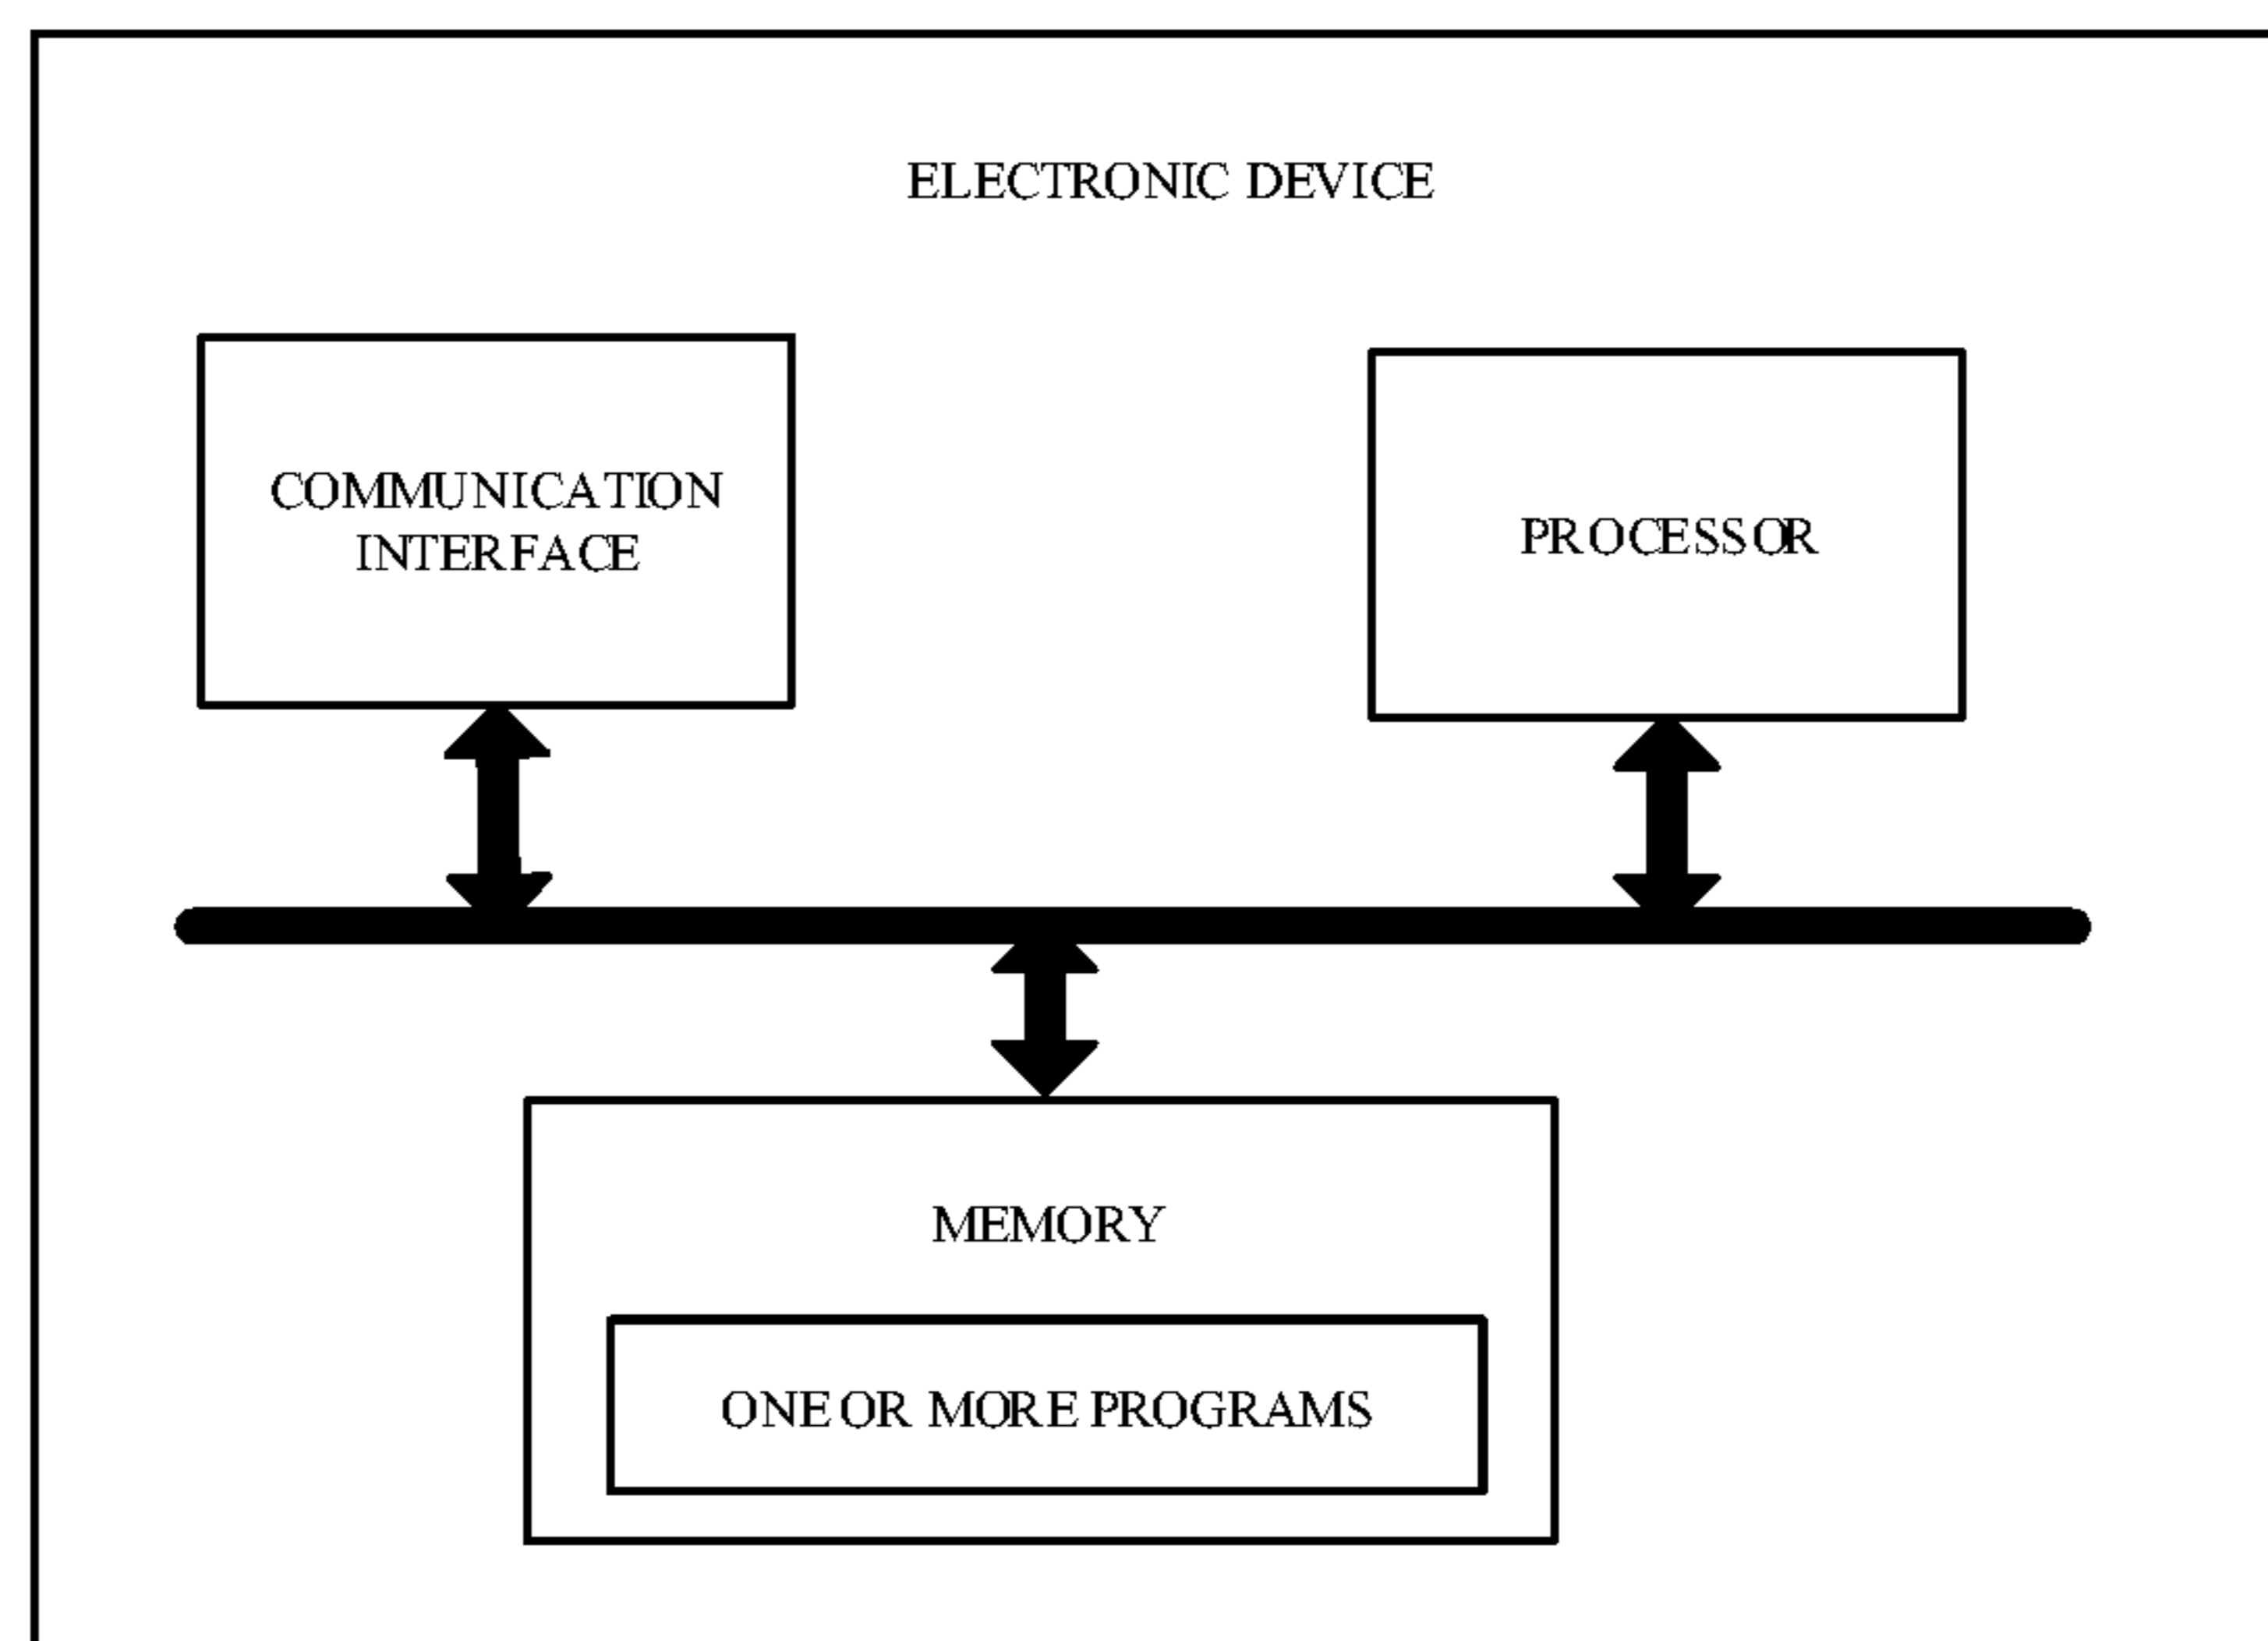 ELECTRONIC DEVICE
COMMUNICATION
INTERFACE
PROCESSOR
MEMORY
ONE OR MORE PROGRAMS